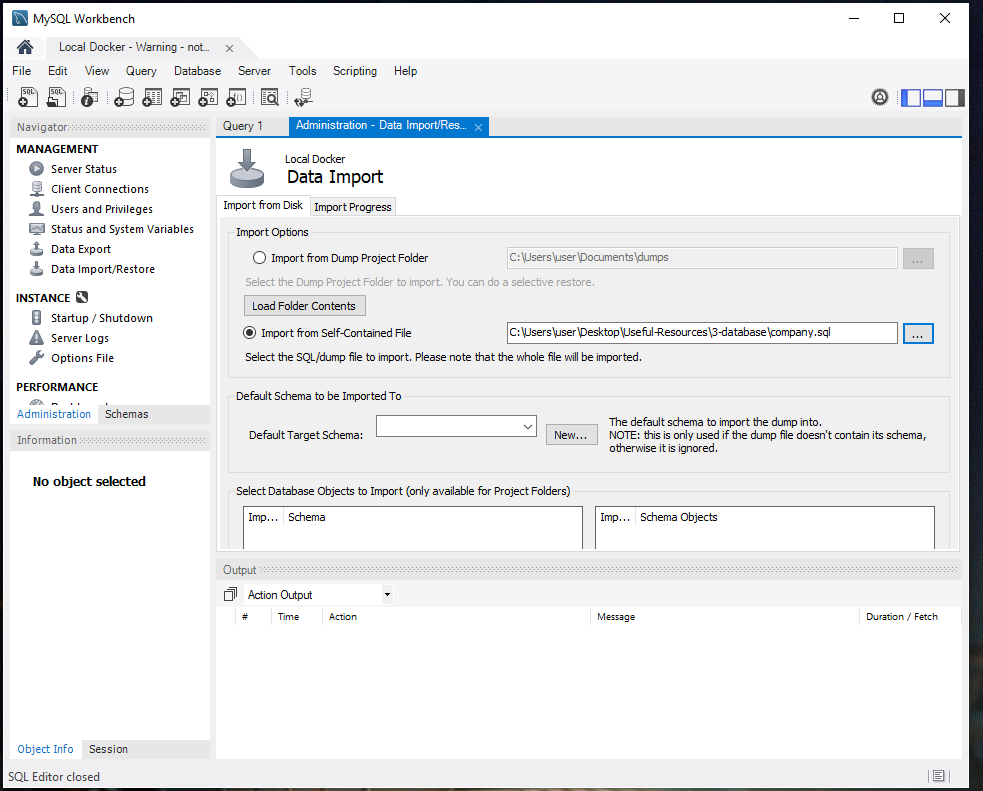 MySQL Workbench
Local Docker - Warning - not...
File Edit View Query Database Server Tools Scripting Help
Navigator
MANAGEMENT
Server Status
Client Connections
Users and Privileges
Status and System Variables
Data Export
Data Import/Restore
INSTANCE
Startup / Shutdown
Server Logs
Options File
PERFORMANCE
Administration Schemas
Information
No object selected
Object Info Session
Query 1 Administration - Data Import/Res...
Local Docker
Data Import
Import from Disk Import Progress
Import Options
Import from Dump Project Folder C:\Users\user\Documents\dumps ...
Select the Dump Project Folder to import. You can do a selective restore.
Load Folder Contents
Import from Self-Contained File C:\Users\user\Desktop\Useful-Resources\3-database\company.sql ...
Select the SQL/dump file to import. Please note that the whole file will be imported.
Default Schema to be Imported To
Default Target Schema: New...
The default schema to import the dump into.
NOTE: this is only used if the dump file doesn't contain its schema,
otherwise it is ignored.
Select Database Objects to Import (only available for Project Folders)
Imp... Schema Imp... Schema Objects
Output
Action Output
# Time Action Message Duration / Fetch
SQL Editor closed